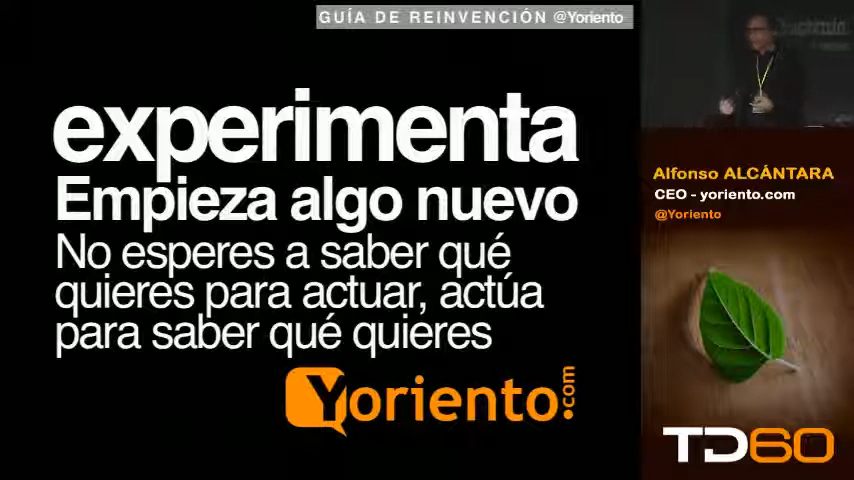 GUÍA DE REINVENCIÓN @Yoriento
experimenta
Empieza algo nuevo
No esperes a saber qué
quieres para actuar, actúa
para saber qué quieres
Yoriento.com
Alfonso ALCÁNTARA
CEO - yoriento.com
@Yoriento
TD60